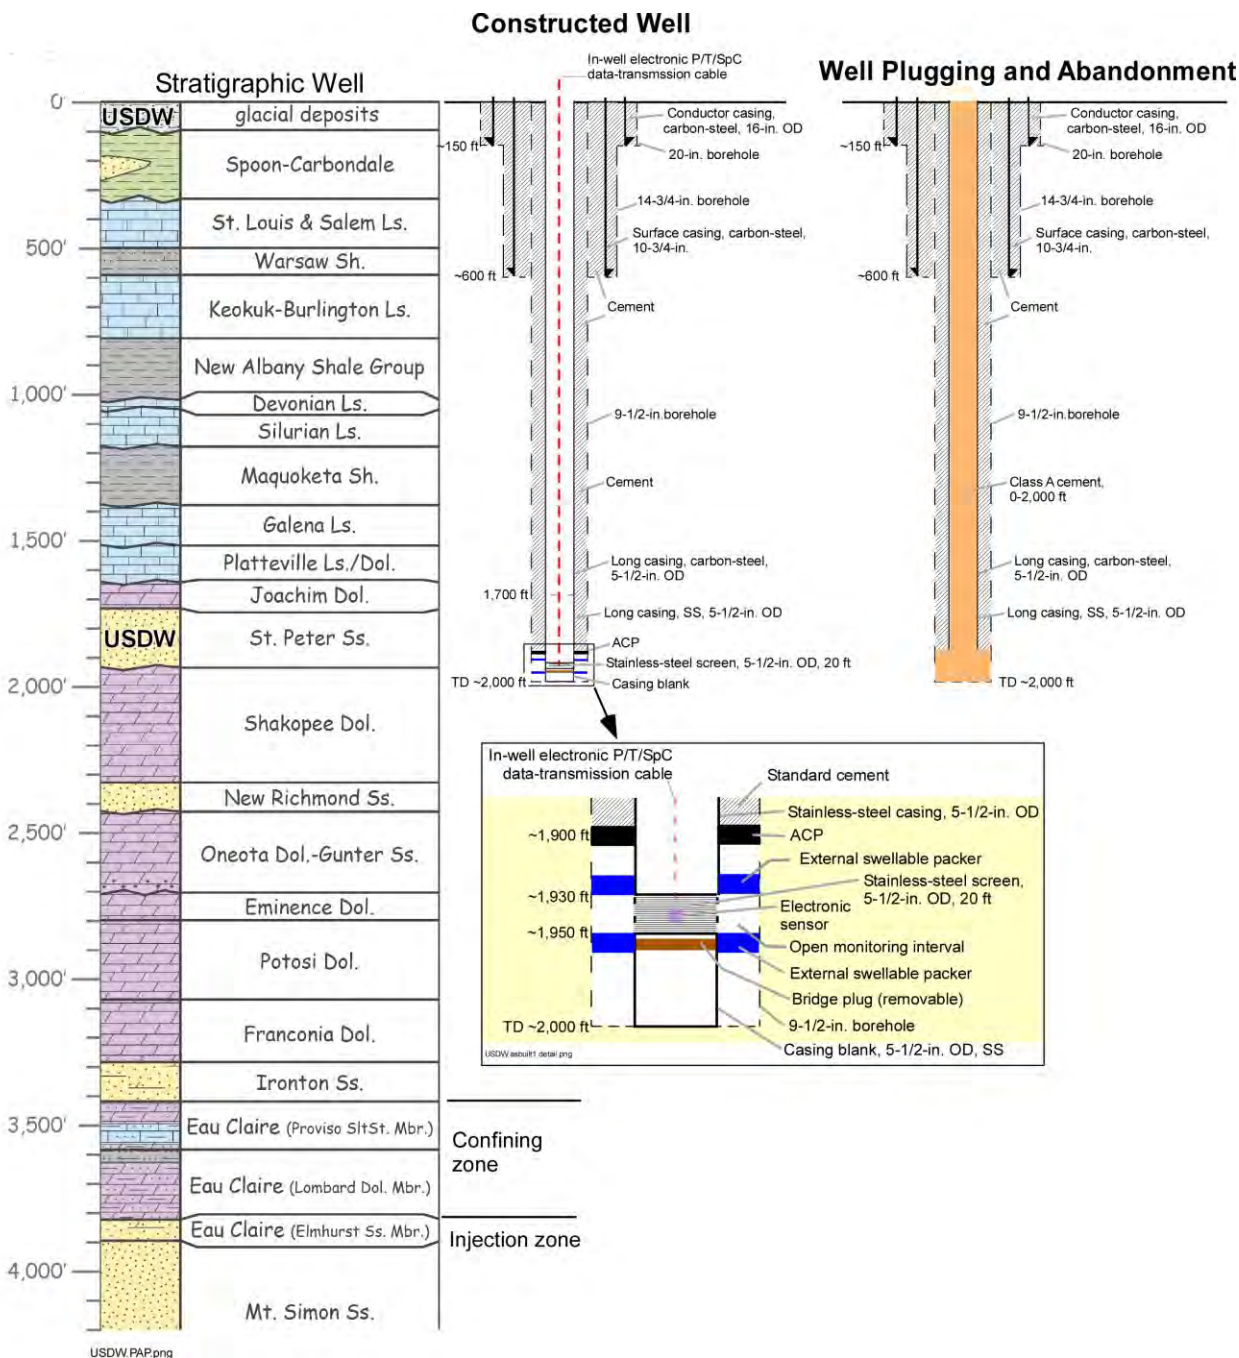 Constructed Well
In-well electronic P/T/SpC
data-transmssion cable
Well Plugging and Abandonment
Stratigraphic Well
0'
USDW
glacial deposits
Spoon-Carbondale
St. Louis & Salem Ls.
500'
Warsaw Sh.
Keokuk-Burlington Ls.
New Albany Shale Group
1,000'
Devonian Ls.
Silurian Ls.
Maquoketa Sh.
Galena Ls.
1,500'
Platteville Ls./Dol.
Joachim Dol.
USDW
St. Peter Ss.
2,000'
Shakopee Dol.
New Richmond Ss.
2,500'
Oneota Dol.-Gunter Ss.
Eminence Dol.
Potosi Dol.
3,000'
Franconia Dol.
Ironton Ss.
3,500'
Eau Claire (Proviso SltSt. Mbr.)
Eau Claire (Lombard Dol. Mbr.)
Eau Claire (Elmhurst Ss. Mbr.)
4,000'
Mt. Simon Ss.
Confining
zone
Injection zone
USDW.PAP.png
Conductor casing,
carbon-steel, 16-in. OD
~150 ft
20-in. borehole
14-3/4-in. borehole
Surface casing, carbon-steel,
10-3/4-in.
~600 ft
Cement
9-1/2-in.borehole
Cement
Long casing, carbon-steel,
5-1/2-in. OD
1,700 ft
Long casing, SS, 5-1/2-in. OD
ACP
Stainless-steel screen, 5-1/2-in. OD, 20 ft
Casing blank
TD ~2,000 ft
Conductor casing,
carbon-steel, 16-in. OD
~150 ft
20-in. borehole
14-3/4-in. borehole
Surface casing, carbon-steel,
10-3/4-in.
~600 ft
Cement
9-1/2-in.borehole
Class A cement,
0-2,000 ft
Long casing, carbon-steel,
5-1/2-in. OD
Long casing, SS, 5-1/2-in. OD
TD ~2,000 ft
In-well electronic P/T/SpC
data-transmission cable
Standard cement
Stainless-steel casing, 5-1/2-in. OD
~1,900 ft
ACP
External swellable packer
~1,930 ft
Stainless-steel screen,
5-1/2-in. OD, 20 ft
Electronic
sensor
~1,950 ft
Open monitoring interval
External swellable packer
Bridge plug (removable)
TD ~2,000 ft
9-1/2-in. borehole
Casing blank, 5-1/2-in. OD, SS
USDW.asbuilt1 detail.png